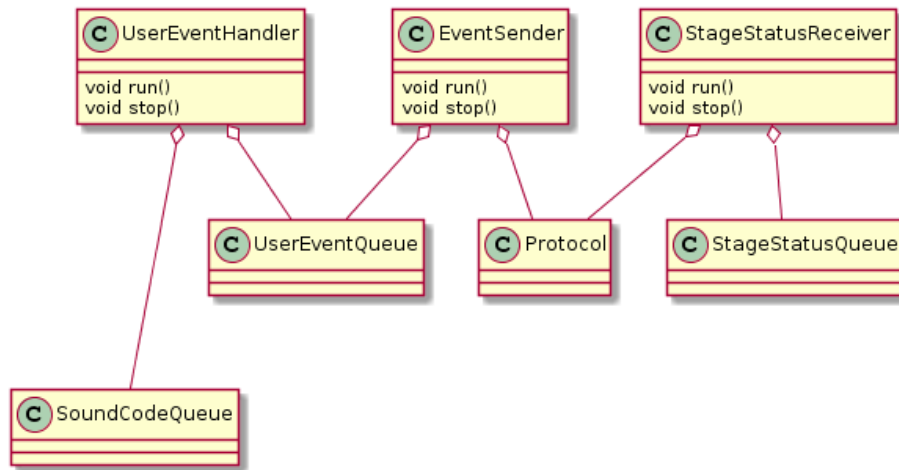 C UserEventHandler
void run()
void stop()
C EventSender
void run()
void stop()
C StageStatusReceiver
void run()
void stop()
C UserEventQueue
C Protocol
C StageStatusQueue
C SoundCodeQueue